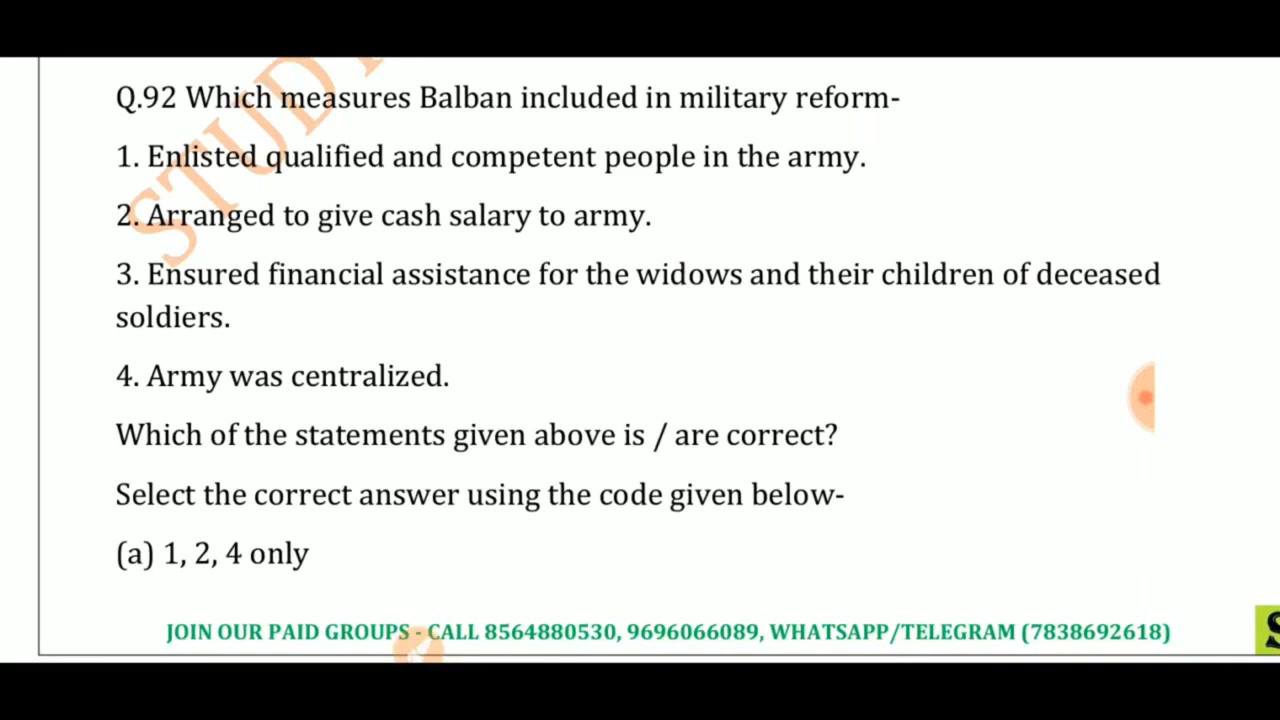 Q.92 Which measures Balban included in military reform-
1. Enlisted qualified and competent people in the army.
2. Arranged to give cash salary to army.
3. Ensured financial assistance for the widows and their children of deceased
soldiers.
4. Army was centralized.
Which of the statements given above is / are correct?
Select the correct answer using the code given below-
(a) 1, 2, 4 only
JOIN OUR PAID GROUPS - CALL 8564880530, 9696066089, WHATSAPP/TELEGRAM (7838692618)